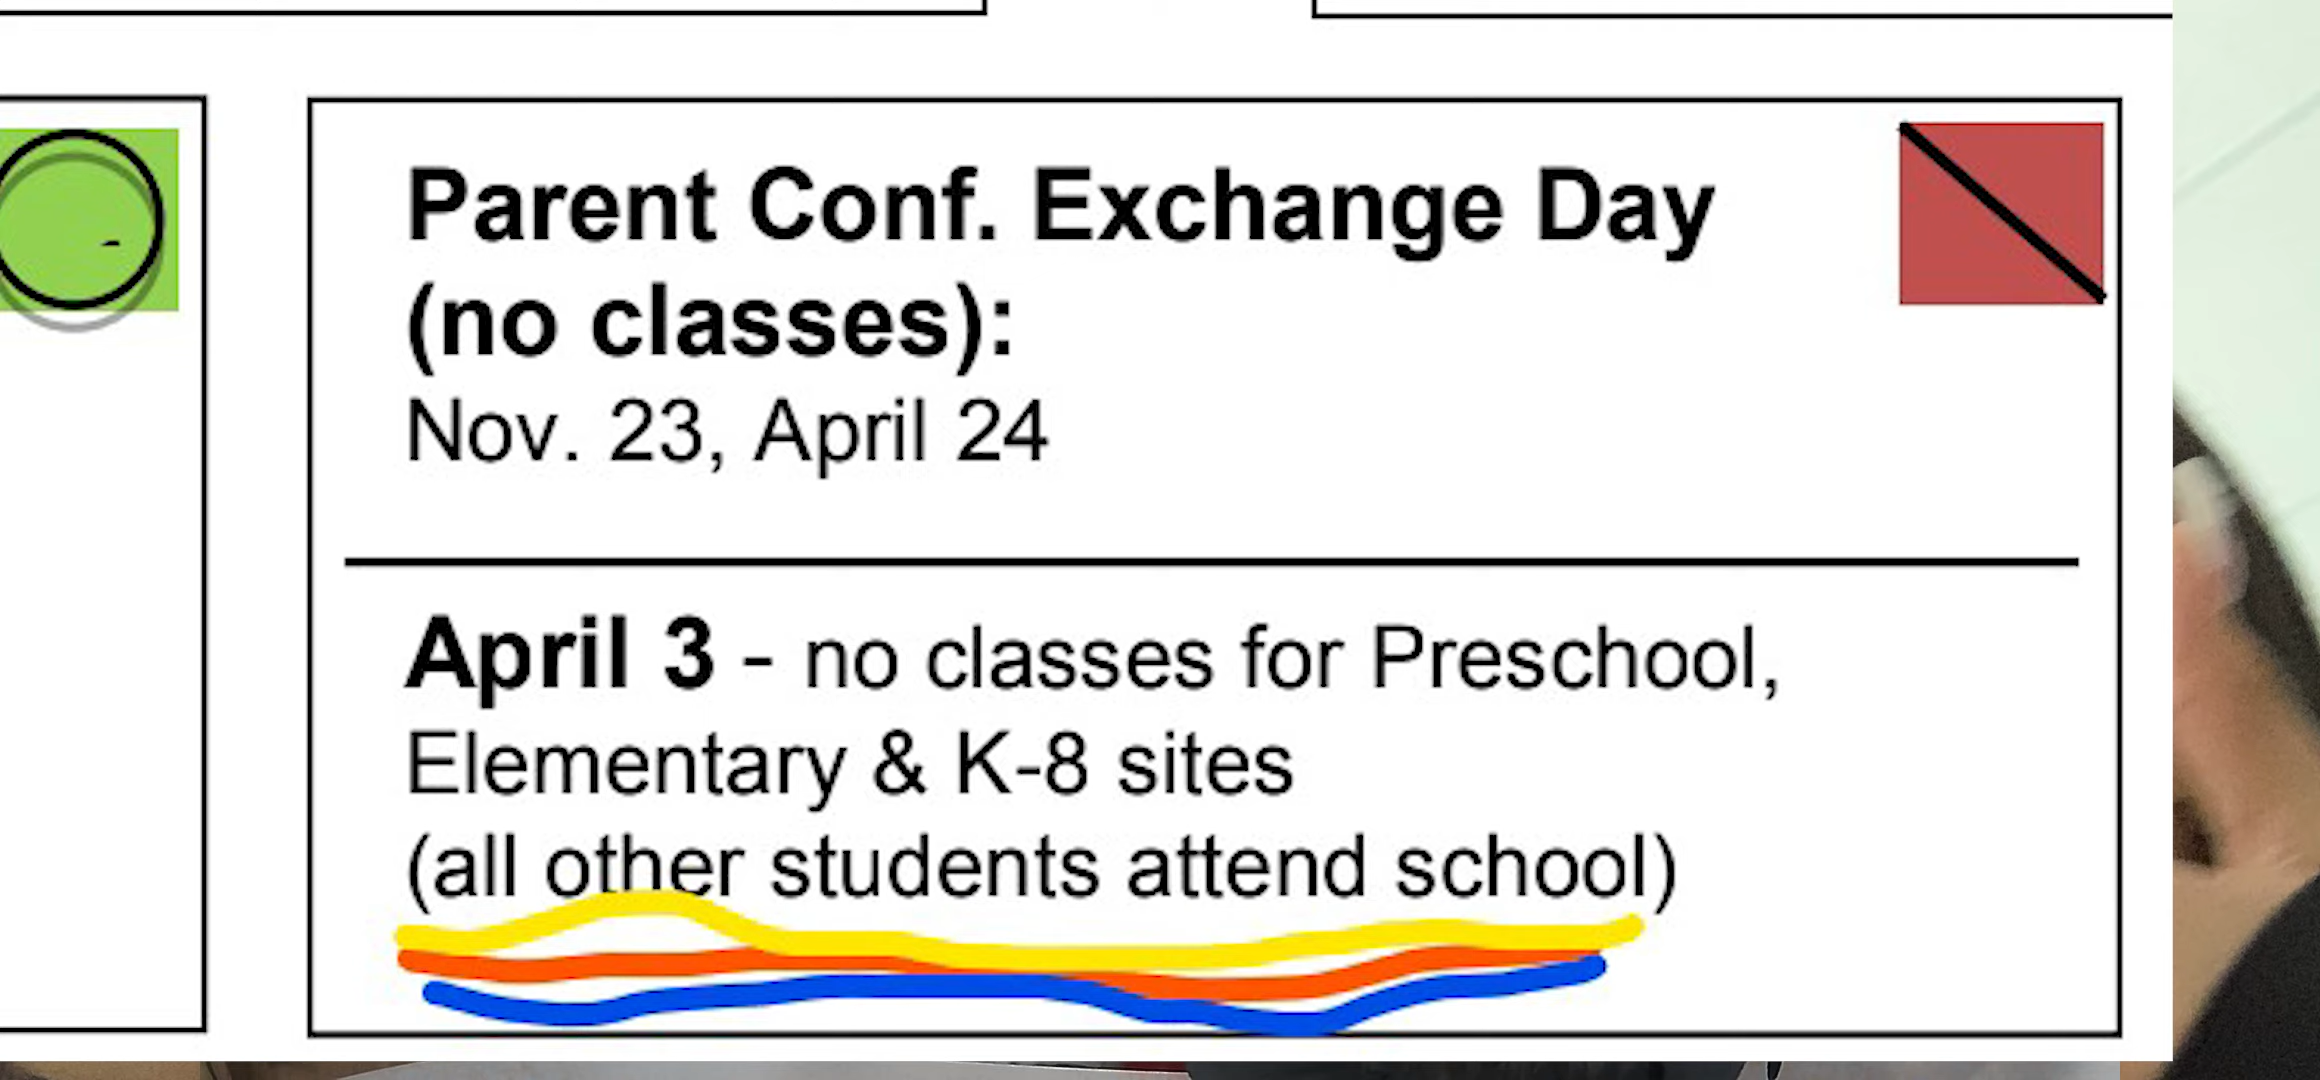 Parent Conf. Exchange Day
(no classes):
Nov. 23, April 24
April 3 - no classes for Preschool,
Elementary & K-8 sites
(all other students attend school)